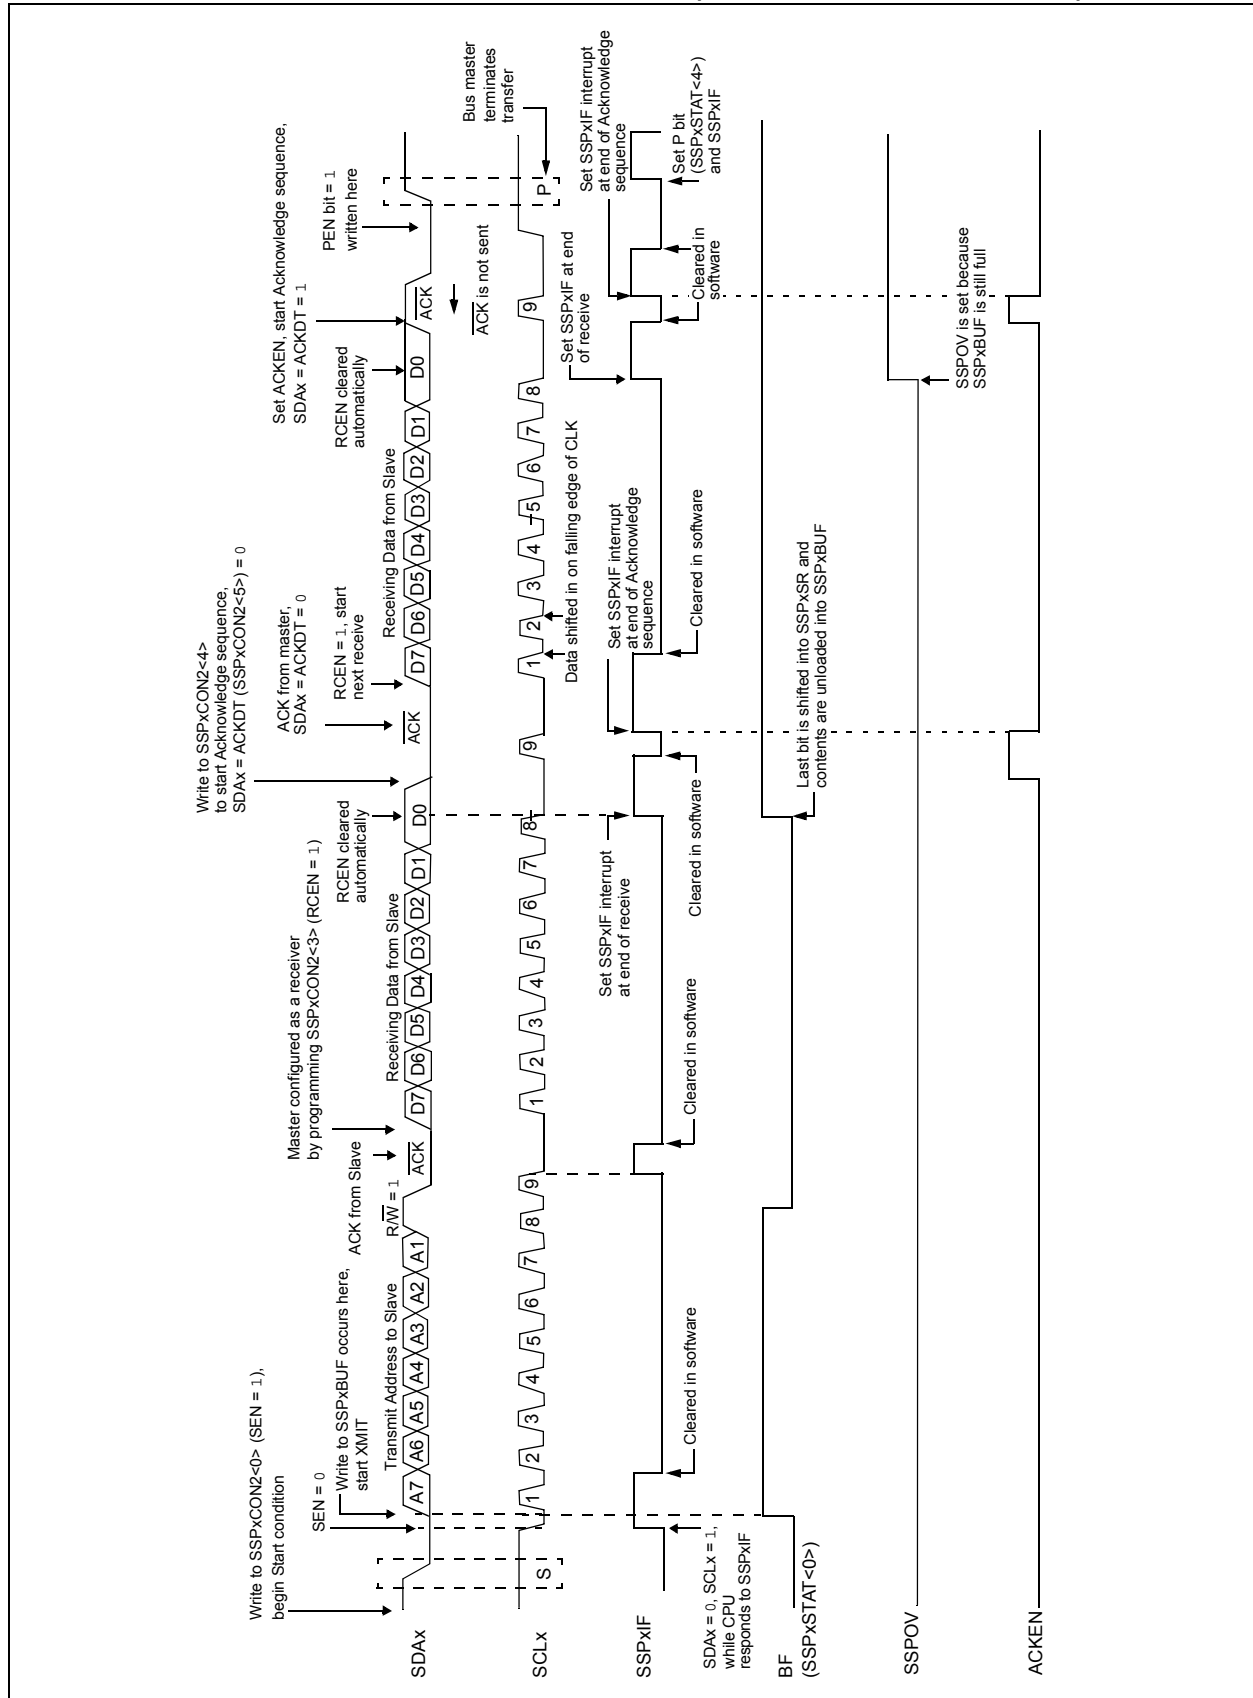 Write to SSPxCON2<0> (SEN = 1),
begin Start condition
SEN = 0
Write to SSPxBUF occurs here,
start XMIT
Transmit Address to Slave
ACK from Slave
R/W = 1
Master configured as a receiver
by programming SSPxCON2<3> (RCEN = 1)
Receiving Data from Slave
RCEN cleared
automatically
Write to SSPxCON2<4>
to start Acknowledge sequence,
SDAx = ACKDT (SSPxCON2<5>) = 0
ACK from master,
SDAx = ACKDT = 0
RCEN = 1, start
next receive
Receiving Data from Slave
RCEN cleared
automatically
Set ACKEN, start Acknowledge sequence,
SDAx = ACKDT = 1
PEN bit = 1
written here
SDAx
A7 A6 A5 A4 A3 A2 A1 ACK D7 D6 D5 D4 D3 D2 D1 D0 ACK D7 D6 D5 D4 D3 D2 D1 D0 ACK
ACK is not sent
Bus master
terminates
transfer
SCLx
S 1 2 3 4 5 6 7 8 9 1 2 3 4 5 6 7 8 9 1 2 3 4 5 6 7 8 9 P
Data shifted in on falling edge of CLK
Set SSPxIF interrupt
at end of receive
Set SSPxIF interrupt
at end of Acknowledge
sequence
Set SSPxIF at end
of receive
Set SSPxIF interrupt
at end of Acknowledge
sequence
SSPxIF
SDAx = 0, SCLx = 1,
while CPU
responds to SSPxIF
Cleared in software
Cleared in software
Cleared in software
Cleared in software
Cleared in
software
Set P bit
(SSPxSTAT<4>)
and SSPxIF
BF
(SSPxSTAT<0>)
Last bit is shifted into SSPxSR and
contents are unloaded into SSPxBUF
SSPOV
SSPOV is set because
SSPxBUF is still full
ACKEN